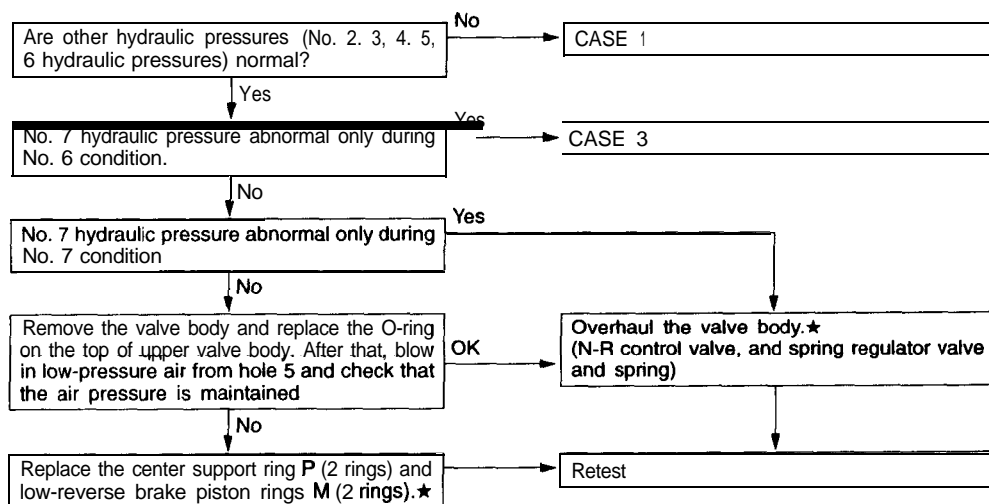 Are other hydraulic pressures (No. 2. 3, 4. 5,
6 hydraulic pressures) normal?
No
CASE 1
Yes
No. 7 hydraulic pressure abnormal only during
No. 6 condition.
Yes
CASE 3
No
No. 7 hydraulic pressure abnormal only during
No. 7 condition
Yes
No
Remove the valve body and replace the O-ring
on the top of upper valve body. After that, blow
in low-pressure air from hole 5 and check that
the air pressure is maintained
OK
Overhaul the valve body.★
(N-R control valve, and spring regulator valve
and spring)
No
Replace the center support ring P (2 rings) and
low-reverse brake piston rings M (2 rings).★
Retest